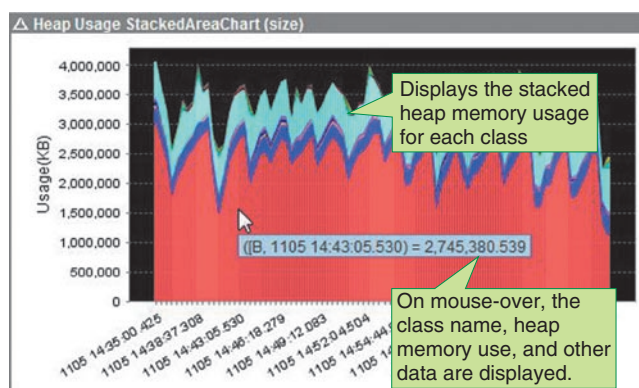 Heap Usage StackedAreaChart (size)
Usage(KB)
4,000,000
3,500,000
3,000,000
2,500,000
2,000,000
1,500,000
1,000,000
500,000
0
Displays the stacked
heap memory usage
for each class
([B, 1105 14:43:05.530) = 2,745,380.539
On mouse-over, the
class name, heap
memory use, and other
data are displayed.
1105 14:35:00.425
1105 14:38:37.308
1105 14:43:05.530
1105 14:46:18.279
1105 14:49:12.083
1105 14:52:04.504